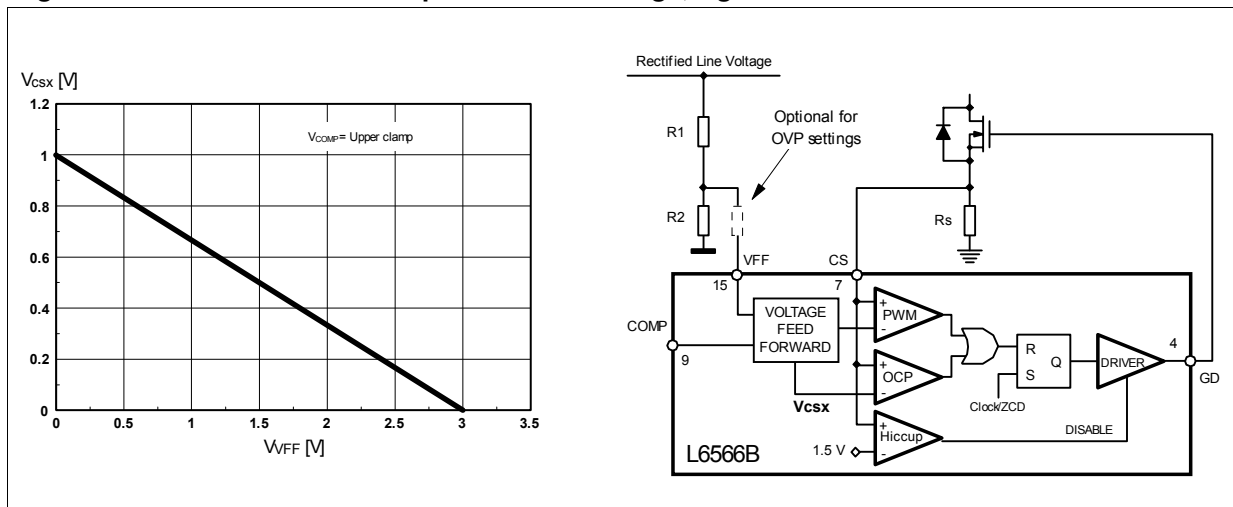 Vcsx [V]
1.2
1
0.8
0.6
0.4
0.2
0
VCOMP= Upper clamp
0
0.5
1
1.5
2
2.5
3
3.5
VVFF [V]
Rectified Line Voltage
R1
Optional for
OVP settings
R2
Rs
VFF
CS
15
7
COMP
9
VOLTAGE
FEED
FORWARD
+
PWM
-
+
OCP
-
Vcsx
+
Hiccup
-
1.5 V
R
S
Q
Clock/ZCD
DRIVER
4
GD
DISABLE
L6566B